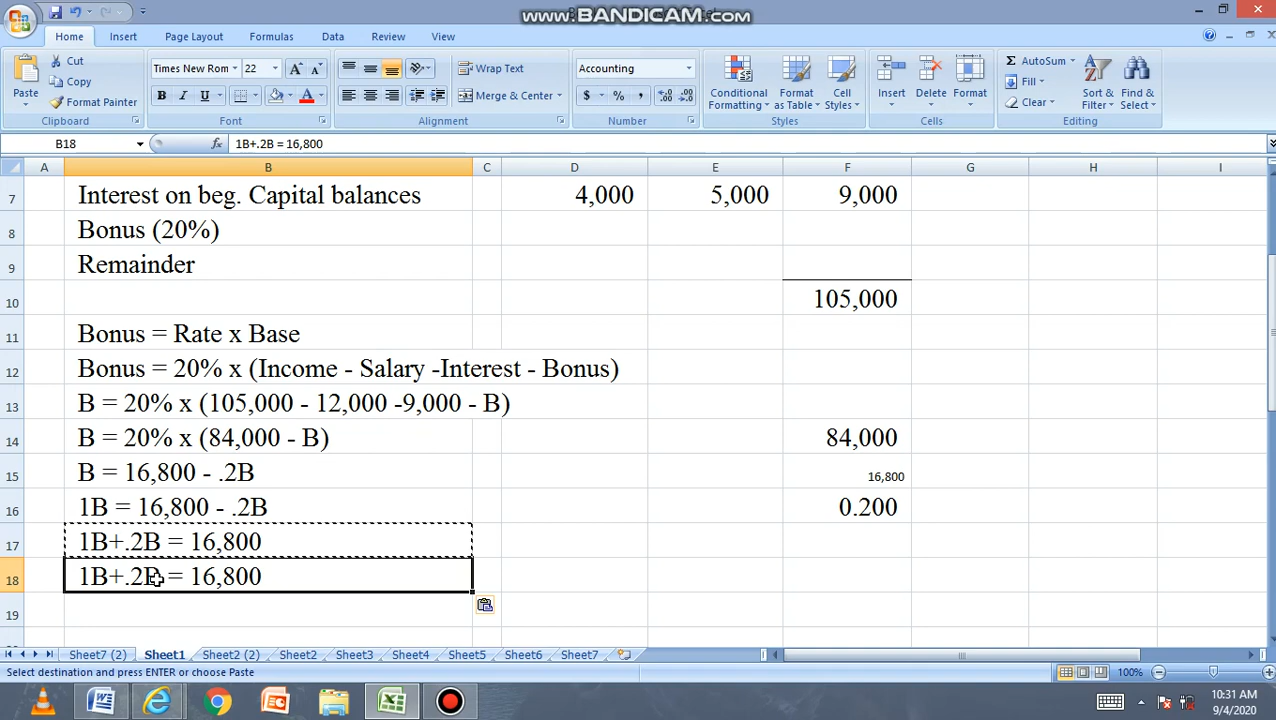 www.BANDICAM.com
Home Insert Page Layout Formulas Data Review View
Paste Cut Copy Format Painter Clipboard
Times New Rom 22 A A B I U A Font
Wrap Text Merge & Center Alignment
Accounting $ % , Number
Conditional Formatting Format as Table Cell Styles Styles
Insert Delete Format Cells
AutoSum Fill Clear Sort & Filter Find & Select Editing
B18 fx 1B+.2B = 16,800
A B C D E F G H I
7 Interest on beg. Capital balances 4,000 5,000 9,000
8 Bonus (20%)
9 Remainder
10 105,000
11 Bonus = Rate x Base
12 Bonus = 20% x (Income - Salary -Interest - Bonus)
13 B = 20% x (105,000 - 12,000 -9,000 - B)
14 B = 20% x (84,000 - B) 84,000
15 B = 16,800 - .2B 16,800
16 1B = 16,800 - .2B 0.200
17 1B+.2B = 16,800
18 1B+.2B = 16,800
19
Sheet7 (2) Sheet1 Sheet2 (2) Sheet2 Sheet3 Sheet4 Sheet5 Sheet6 Sheet7
Select destination and press ENTER or choose Paste 100%
10:31 AM
9/4/2020